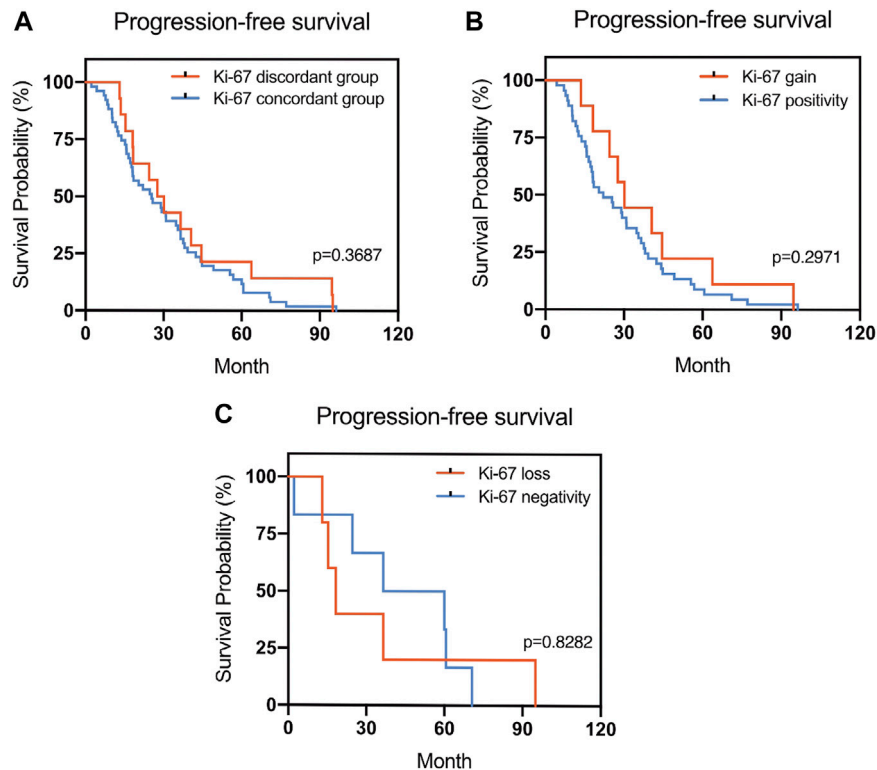 A
Progression-free survival
Ki-67 discordant group
Ki-67 concordant group
Survival Probability (%)
100
75
50
25
0
p=0.3687
0 30 60 90 120
Month
B
Progression-free survival
Ki-67 gain
Ki-67 positivity
Survival Probability (%)
100
75
50
25
0
p=0.2971
0 30 60 90 120
Month
C
Progression-free survival
Ki-67 loss
Ki-67 negativity
Survival Probability (%)
100
75
50
25
0
p=0.8282
0 30 60 90 120
Month